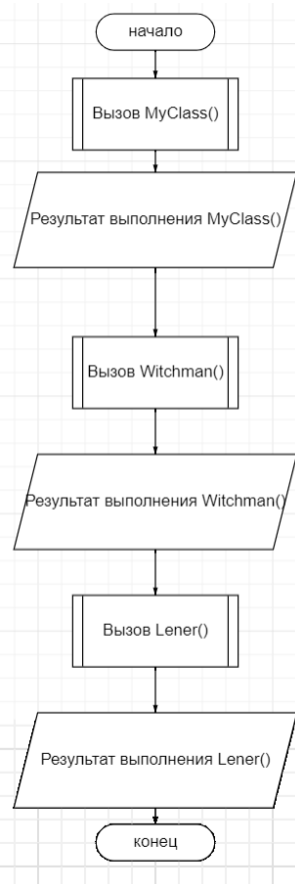 начало
Вызов MyClass()
Результат выполнения MyClass()
Вызов Witchman()
Результат выполнения Witchman()
Вызов Lener()
Результат выполнения Lener()
конец